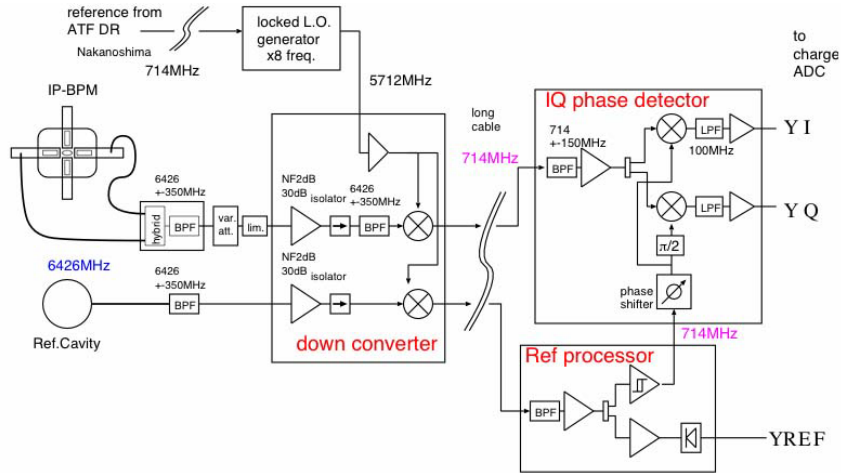 reference from
ATF DR
Nakanoshima
714MHz
locked L.O.
generator
x8 freq.
5712MHz
to
charge
ADC
IP-BPM
IQ phase detector
long
cable
714MHz
714
+-150MHz
BPF
LPF
100MHz
Y I
LPF
Y Q
π/2
phase
shifter
714MHz
6426
+-350MHz
hybrid
BPF
var.
att.
lim.
NF2dB
30dB
isolator
6426
+-350MHz
BPF
6426MHz
Ref.Cavity
6426
+-350MHz
BPF
NF2dB
30dB
isolator
down converter
Ref processor
BPF
YREF